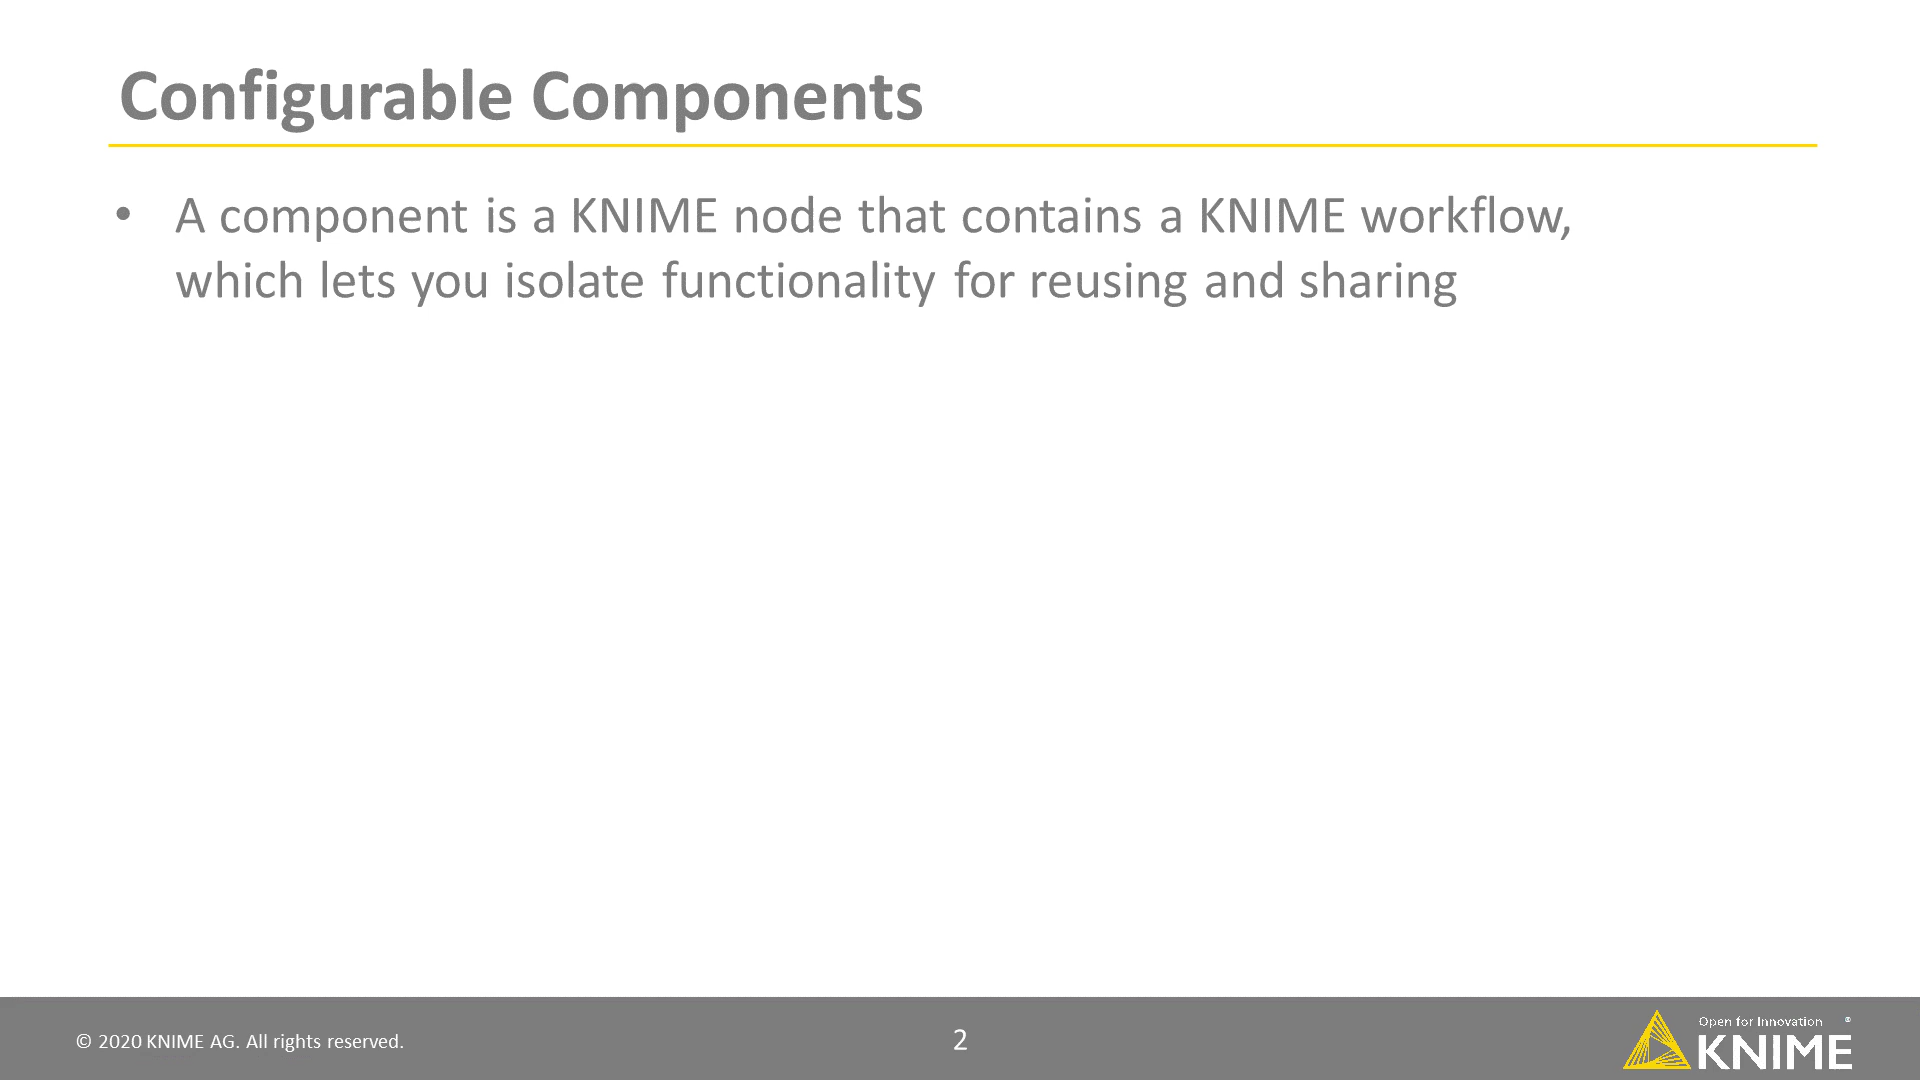 Configurable Components
• A component is a KNIME node that contains a KNIME workflow,
which lets you isolate functionality for reusing and sharing
© 2020 KNIME AG. All rights reserved.
2
Open for Innovation ®
KNIME